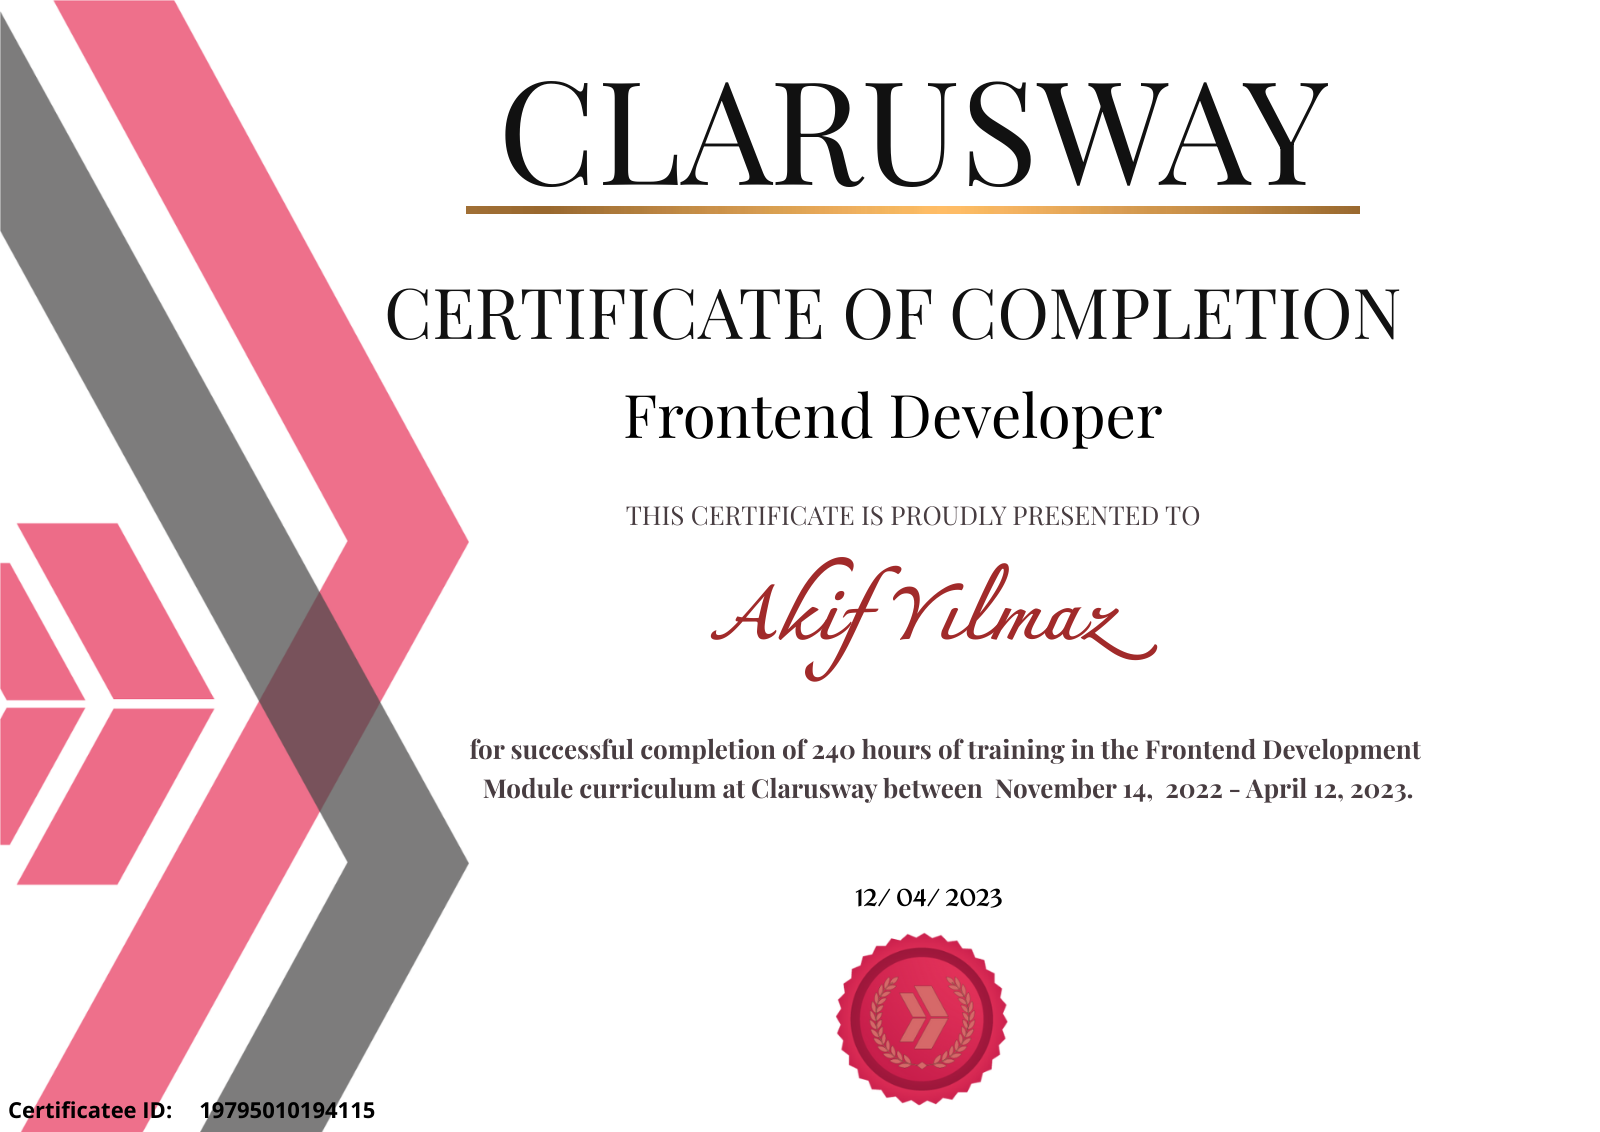 CLARUSWAY
CERTIFICATE OF COMPLETION
Frontend Developer
THIS CERTIFICATE IS PROUDLY PRESENTED TO
Akif Yılmaz
for successful completion of 240 hours of training in the Frontend Development
Module curriculum at Clarusway between  November 14,  2022 - April 12, 2023.
12/ 04/ 2023
Certificatee ID: 19795010194115